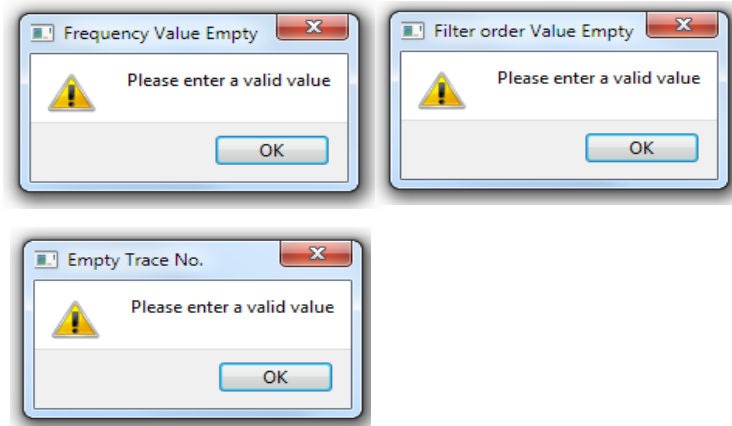 Frequency Value Empty
Please enter a valid value
OK
Filter order Value Empty
Please enter a valid value
OK
Empty Trace No.
Please enter a valid value
OK